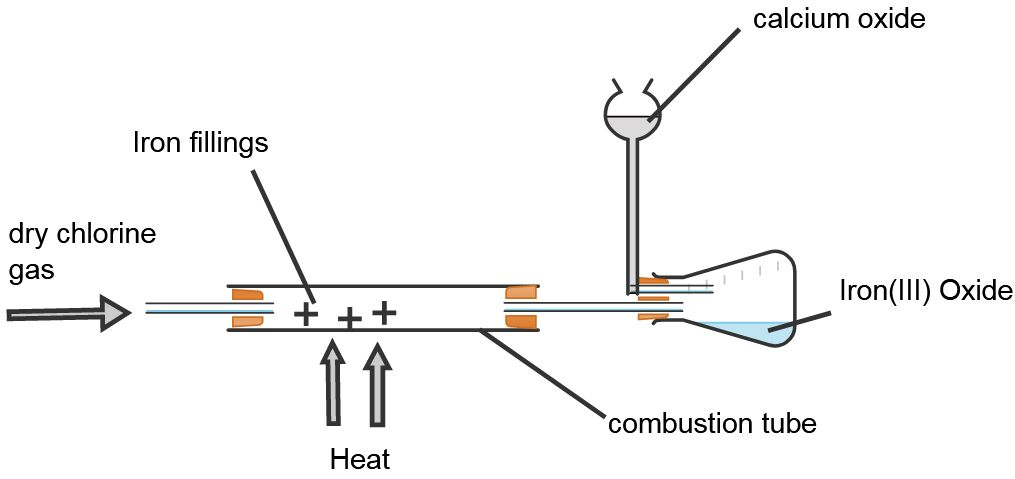 calcium oxide
Iron fillings
dry chlorine
gas
Iron(III) Oxide
combustion tube
Heat